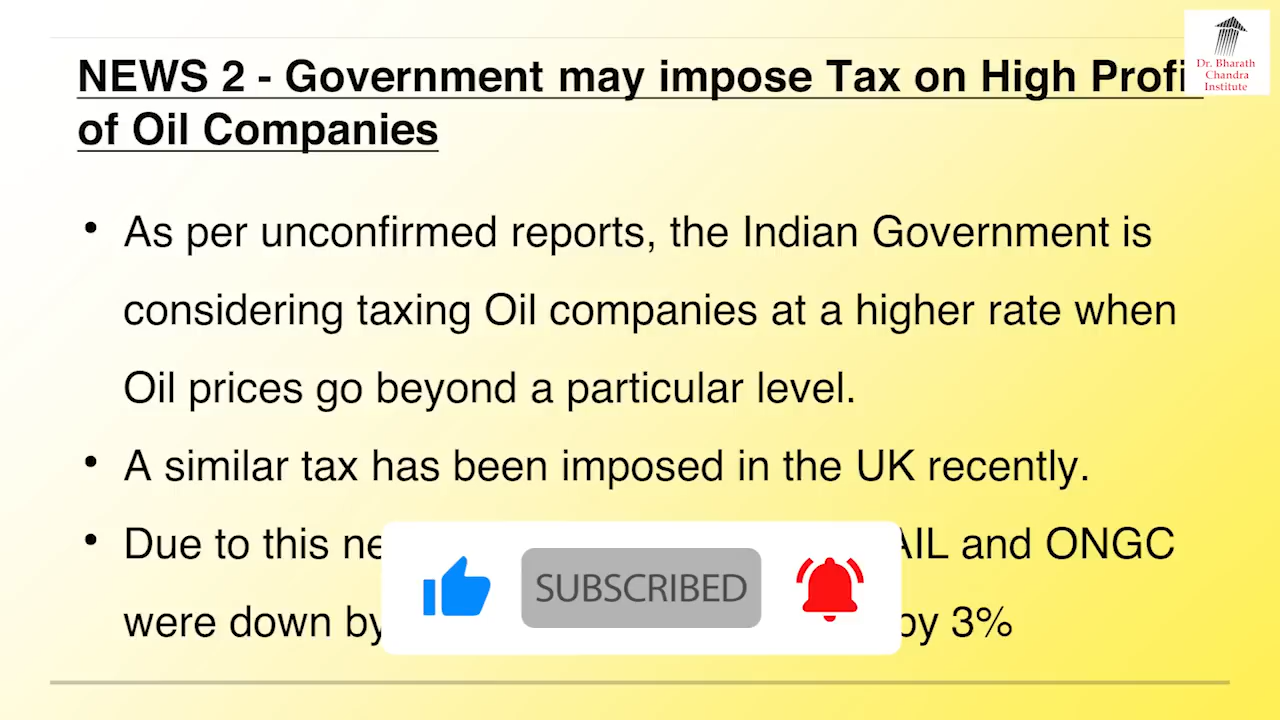 NEWS 2 - Government may impose Tax on High Profi
of Oil Companies
Dr. Bharath
Chandra
Institute
• As per unconfirmed reports, the Indian Government is
considering taxing Oil companies at a higher rate when
Oil prices go beyond a particular level.
• A similar tax has been imposed in the UK recently.
• Due to this AIL and ONGC
were down by by 3%
SUBSCRIBED